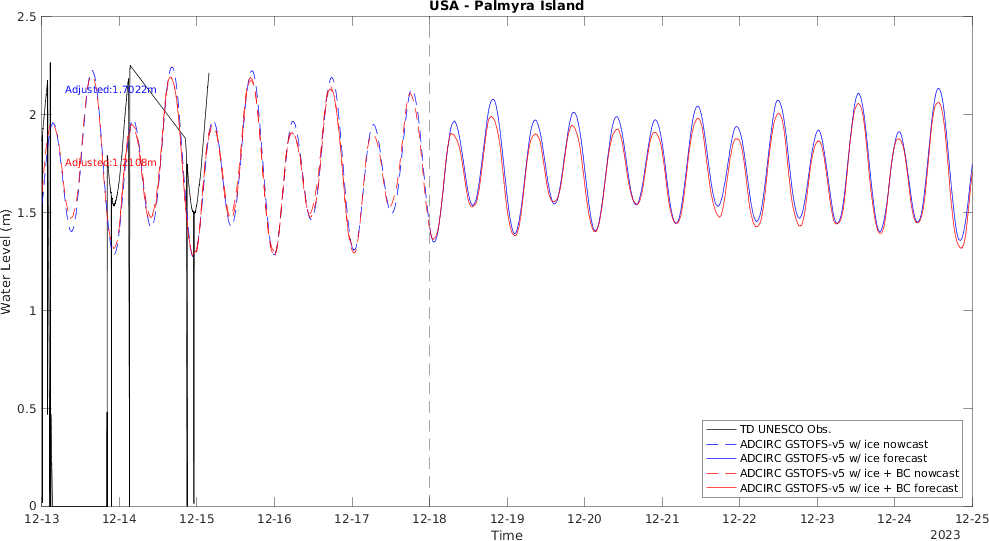 USA - Palmyra Island
2.5
2
1.5
1
0.5
0
Water Level (m)
Adjusted:1.7022m
Adjusted:1.2108m
TD UNESCO Obs.
ADCIRC GSTOFS-v5 w/ ice nowcast
ADCIRC GSTOFS-v5 w/ ice forecast
ADCIRC GSTOFS-v5 w/ ice + BC nowcast
ADCIRC GSTOFS-v5 w/ ice + BC forecast
12-13 12-14 12-15 12-16 12-17 12-18 12-19 12-20 12-21 12-22 12-23 12-24 12-25
Time
2023